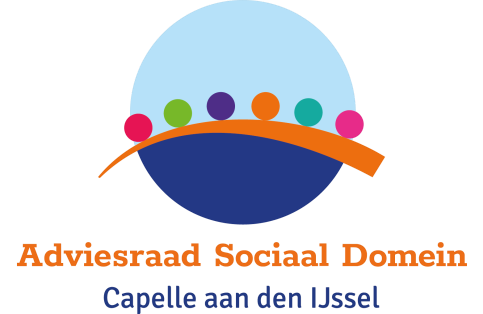 Adviesraad Sociaal Domein
Capelle aan den IJssel